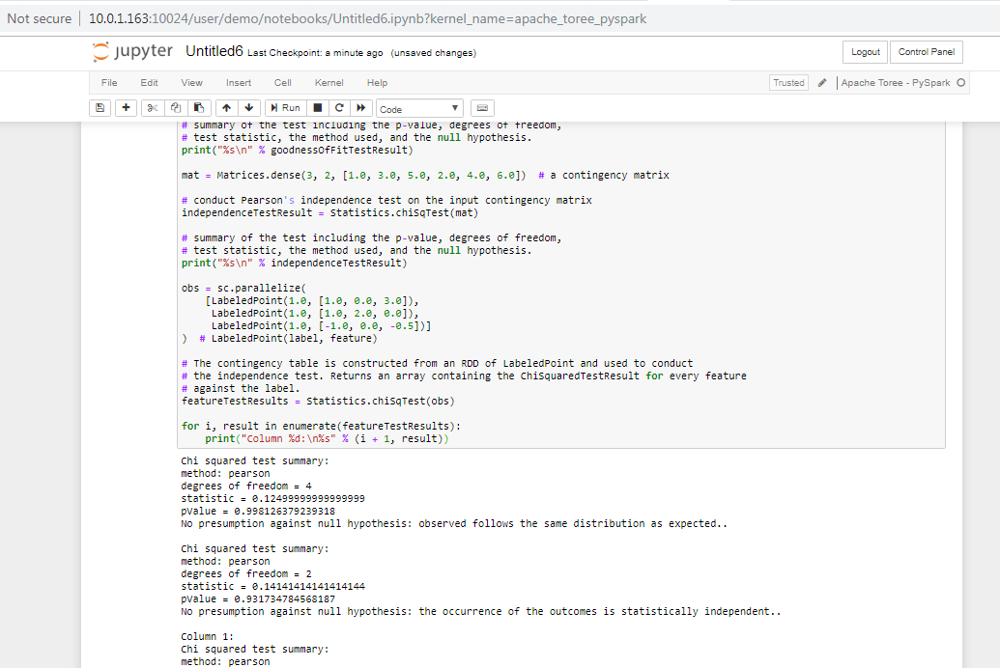 Not secure | 10.0.1.163:10024/user/demo/notebooks/Untitled6.ipynb?kernel_name=apache_toree_pyspark
jupyter Untitled6 Last Checkpoint: a minute ago (unsaved changes)
Logout Control Panel
File Edit View Insert Cell Kernel Help
Trusted Apache Toree - PySpark
Run Code
# summary of the test including the p-value, degrees of freedom,
# test statistic, the method used, and the null hypothesis.
print("%s\n" % goodnessOfFitTestResult)
mat = Matrices.dense(3, 2, [1.0, 3.0, 5.0, 2.0, 4.0, 6.0])  # a contingency matrix
# conduct Pearson's independence test on the input contingency matrix
independenceTestResult = Statistics.chiSqTest(mat)
# summary of the test including the p-value, degrees of freedom,
# test statistic, the method used, and the null hypothesis.
print("%s\n" % independenceTestResult)
obs = sc.parallelize(
    [LabeledPoint(1.0, [1.0, 0.0, 3.0]),
     LabeledPoint(1.0, [1.0, 2.0, 0.0]),
     LabeledPoint(1.0, [-1.0, 0.0, -0.5])]
)  # LabeledPoint(label, feature)
# The contingency table is constructed from an RDD of LabeledPoint and used to conduct
# the independence test. Returns an array containing the ChiSquaredTestResult for every feature
# against the label.
featureTestResults = Statistics.chiSqTest(obs)
for i, result in enumerate(featureTestResults):
    print("Column %d:\n%s" % (i + 1, result))
Chi squared test summary:
method: pearson
degrees of freedom = 4
statistic = 0.12499999999999999
pValue = 0.998126379239318
No presumption against null hypothesis: observed follows the same distribution as expected..
Chi squared test summary:
method: pearson
degrees of freedom = 2
statistic = 0.14141414141414144
pValue = 0.931734784568187
No presumption against null hypothesis: the occurrence of the outcomes is statistically independent..
Column 1:
Chi squared test summary:
method: pearson